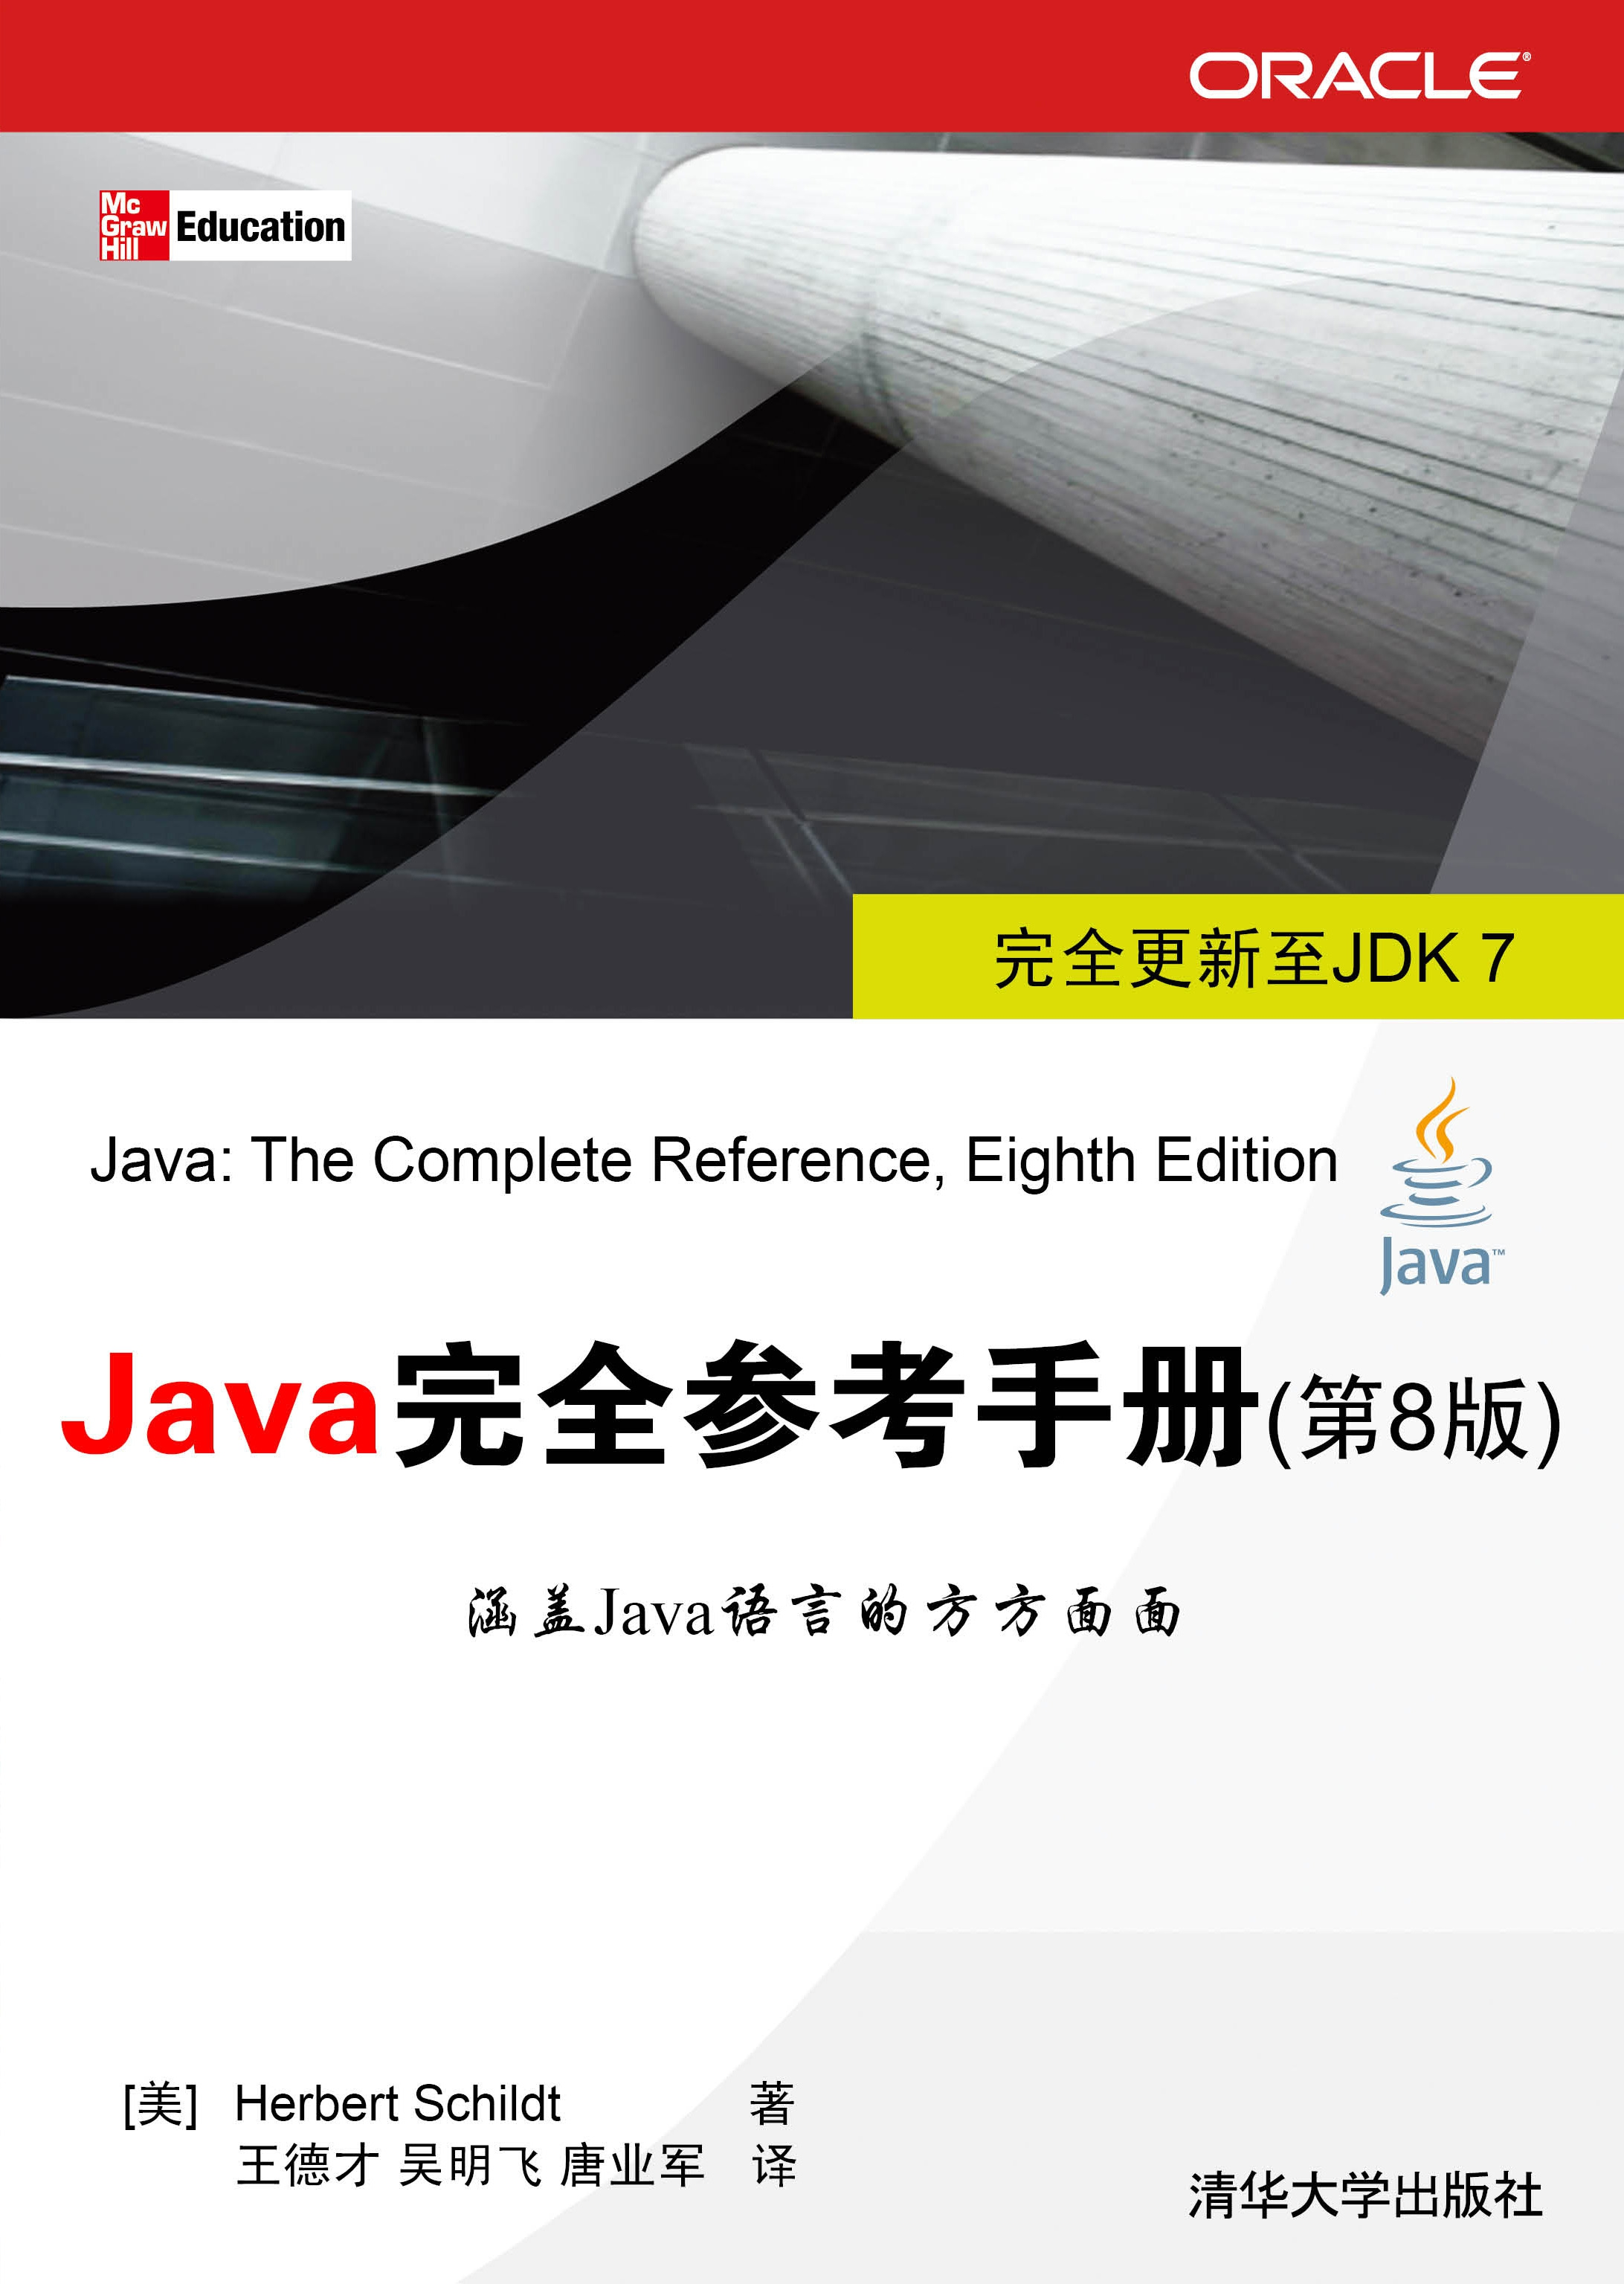 ORACLE®
Mc
Graw
Hill
Education
完全更新至JDK 7
Java: The Complete Reference, Eighth Edition
Java™
Java完全参考手册(第8版)
涵盖Java语言的方方面面
[美] Herbert Schildt 著
王德才 吴明飞 唐业军 译
清华大学出版社